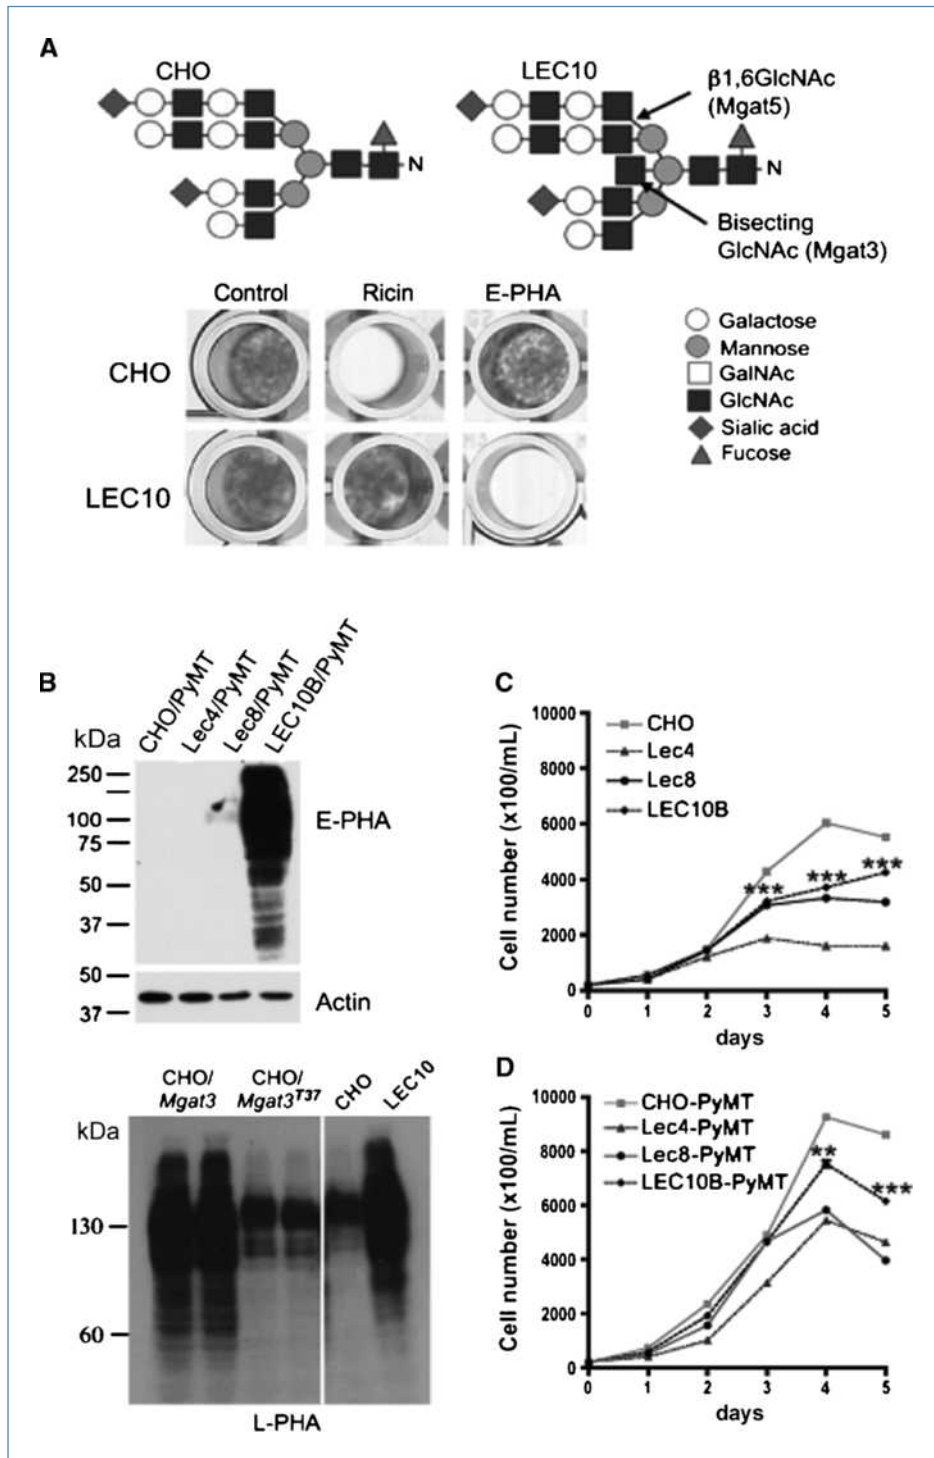 A
CHO
LEC10
β1,6GlcNAc
(Mgat5)
N
N
Bisecting
GlcNAc (Mgat3)
Control
Ricin
E-PHA
CHO
LEC10
Galactose
Mannose
GalNAc
GlcNAc
Sialic acid
Fucose
B
CHO/PyMT
Lec4/PyMT
Lec8/PyMT
LEC10B/PyMT
kDa
250
100
75
50
37
E-PHA
50
37
Actin
CHO/
Mgat3
CHO/
Mgat3T37
CHO
LEC10
kDa
130
60
L-PHA
C
10000
8000
6000
4000
2000
0
Cell number (x100/mL)
CHO
Lec4
Lec8
LEC10B
***
***
***
0 1 2 3 4 5
days
D
10000
8000
6000
4000
2000
0
Cell number (x100/mL)
CHO-PyMT
Lec4-PyMT
Lec8-PyMT
LEC10B-PyMT
**
***
0 1 2 3 4 5
days